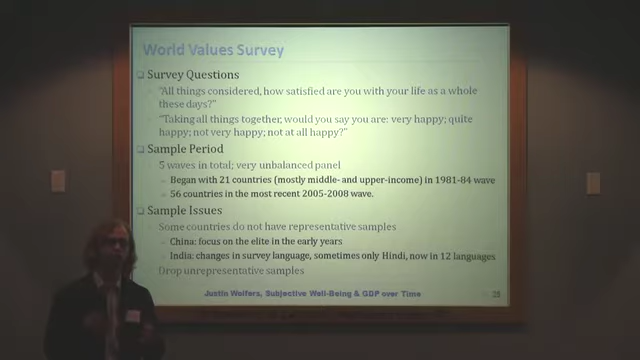 World Values Survey
Survey Questions
"All things considered, how satisfied are you with your life as a whole
these days?"
"Taking all things together, would you say you are: very happy; quite
happy; not very happy; not at all happy?"
Sample Period
5 waves in total; very unbalanced panel
Began with 21 countries (mostly middle- and upper-income) in 1981-84 wave
56 countries in the most recent 2005-2008 wave.
Sample Issues
Some countries do not have representative samples
China: focus on the elite in the early years
India: changes in survey language, sometimes only Hindi, now in 12 languages
Drop unrepresentative samples
Justin Wolfers, Subjective Well-Being & GDP over Time